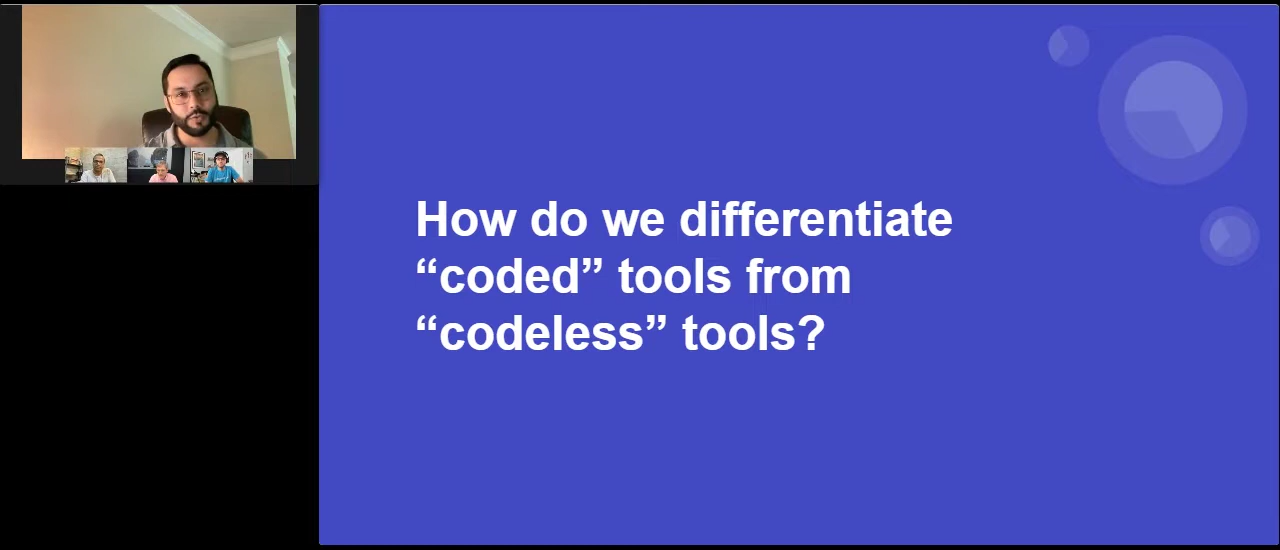 How do we differentiate
“coded” tools from
“codeless” tools?